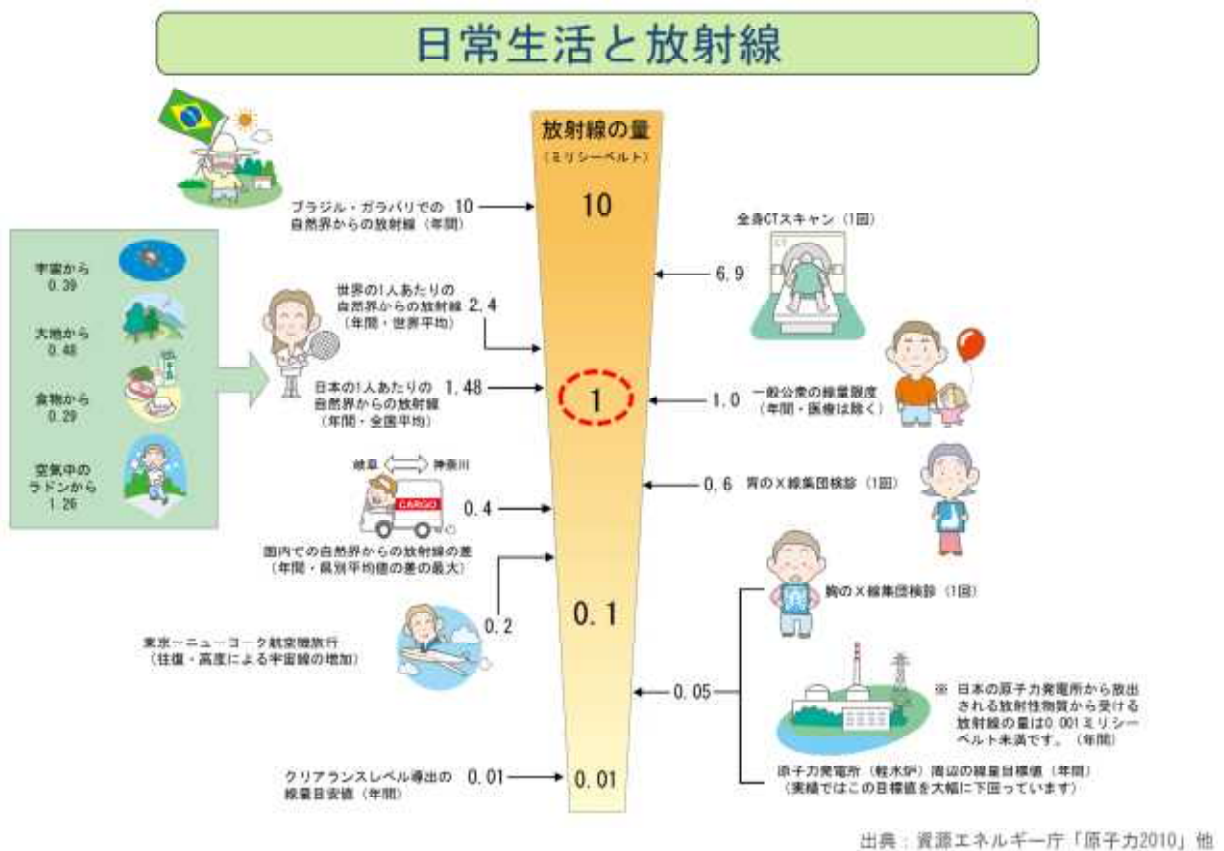 日常生活と放射線
放射線の量
(ミリシーベルト)
10
1
0.1
0.01
ブラジル・ガラパリでの 10
自然界からの放射線（年間）
宇宙から
0.39
大地から
0.48
食物から
0.29
空気中の
ラドンから
1.26
世界の1人あたりの
自然界からの放射線 2.4
（年間・世界平均）
日本の1人あたりの 1.48
自然界からの放射線
（年間・全国平均）
岐阜 神奈川
CARGO
0.4
国内での自然界からの放射線の差
（年間・県別平均値の差の最大）
0.2
東京－ニューヨーク航空機旅行
（往復・高度による宇宙線の増加）
クリアランスレベル導出の 0.01
線量目安値（年間）
全身CTスキャン（1回）
6.9
1.0 一般公衆の線量限度
（年間・医療は除く）
0.6 胃のX線集団検診（1回）
胸のX線集団検診（1回）
0.05
※ 日本の原子力発電所から放出
される放射性物質から受ける
放射線の量は0.001ミリシー
ベルト未満です。（年間）
原子力発電所（軽水炉）周辺の線量目標値（年間）
（実績ではこの目標値を大幅に下回っています）
出典：資源エネルギー庁「原子力2010」他